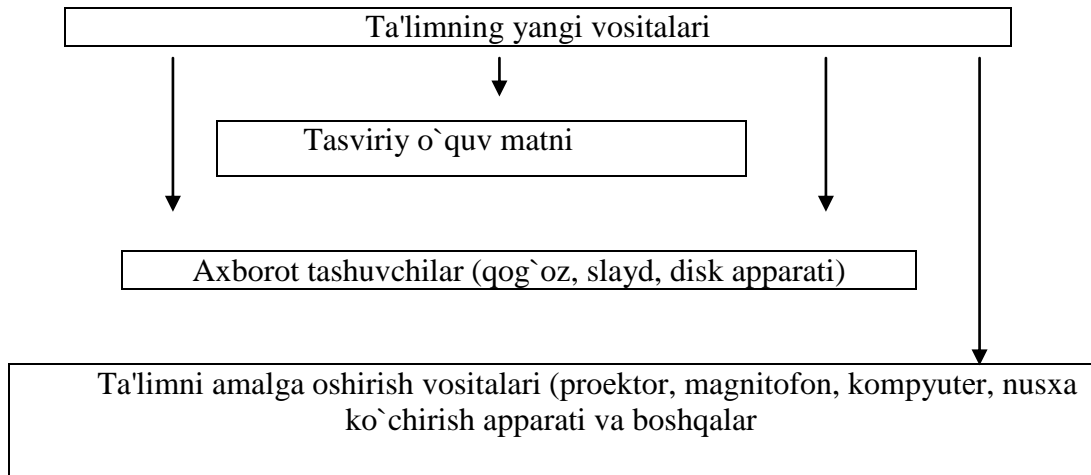 Ta'limning yangi vositalari
Tasviriy o`quv matni
Axborot tashuvchilar (qog`oz, slayd, disk apparati)
Ta'limni amalga oshirish vositalari (proektor, magnitofon, kompyuter, nusxa
ko`chirish apparati va boshqalar